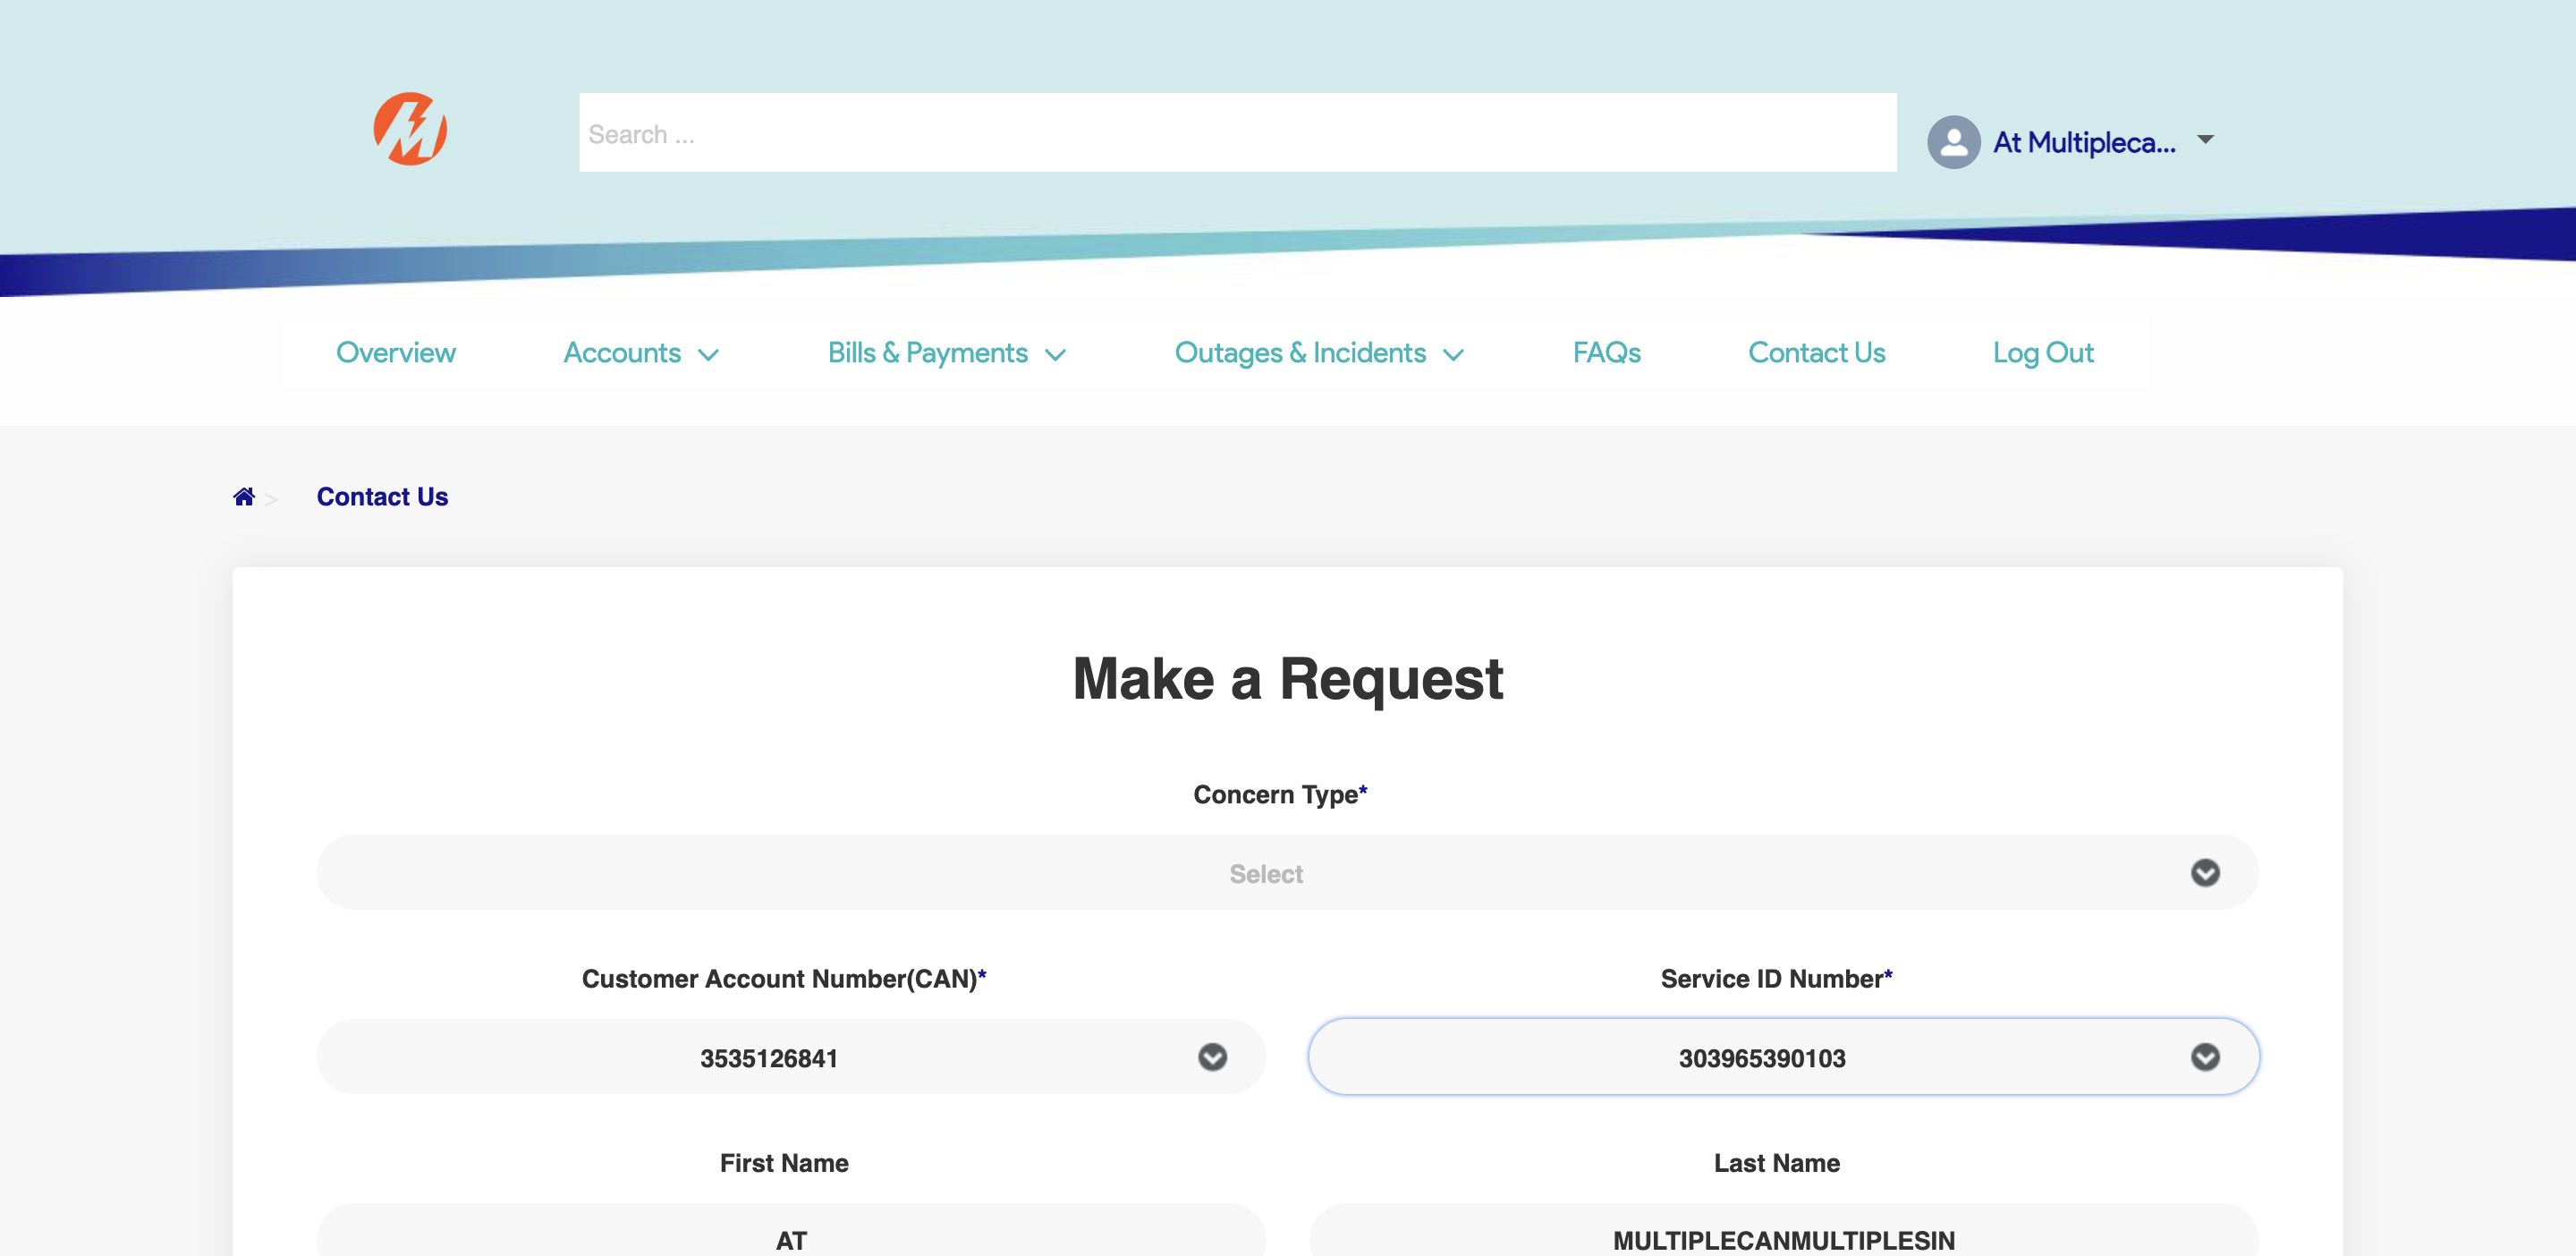 Search ...
At Multipleca...
Overview Accounts Bills & Payments Outages & Incidents FAQs Contact Us Log Out
> Contact Us
Make a Request
Concern Type*
Select
Customer Account Number(CAN)* Service ID Number*
3535126841 303965390103
First Name Last Name
AT MULTIPLECANMULTIPLESIN